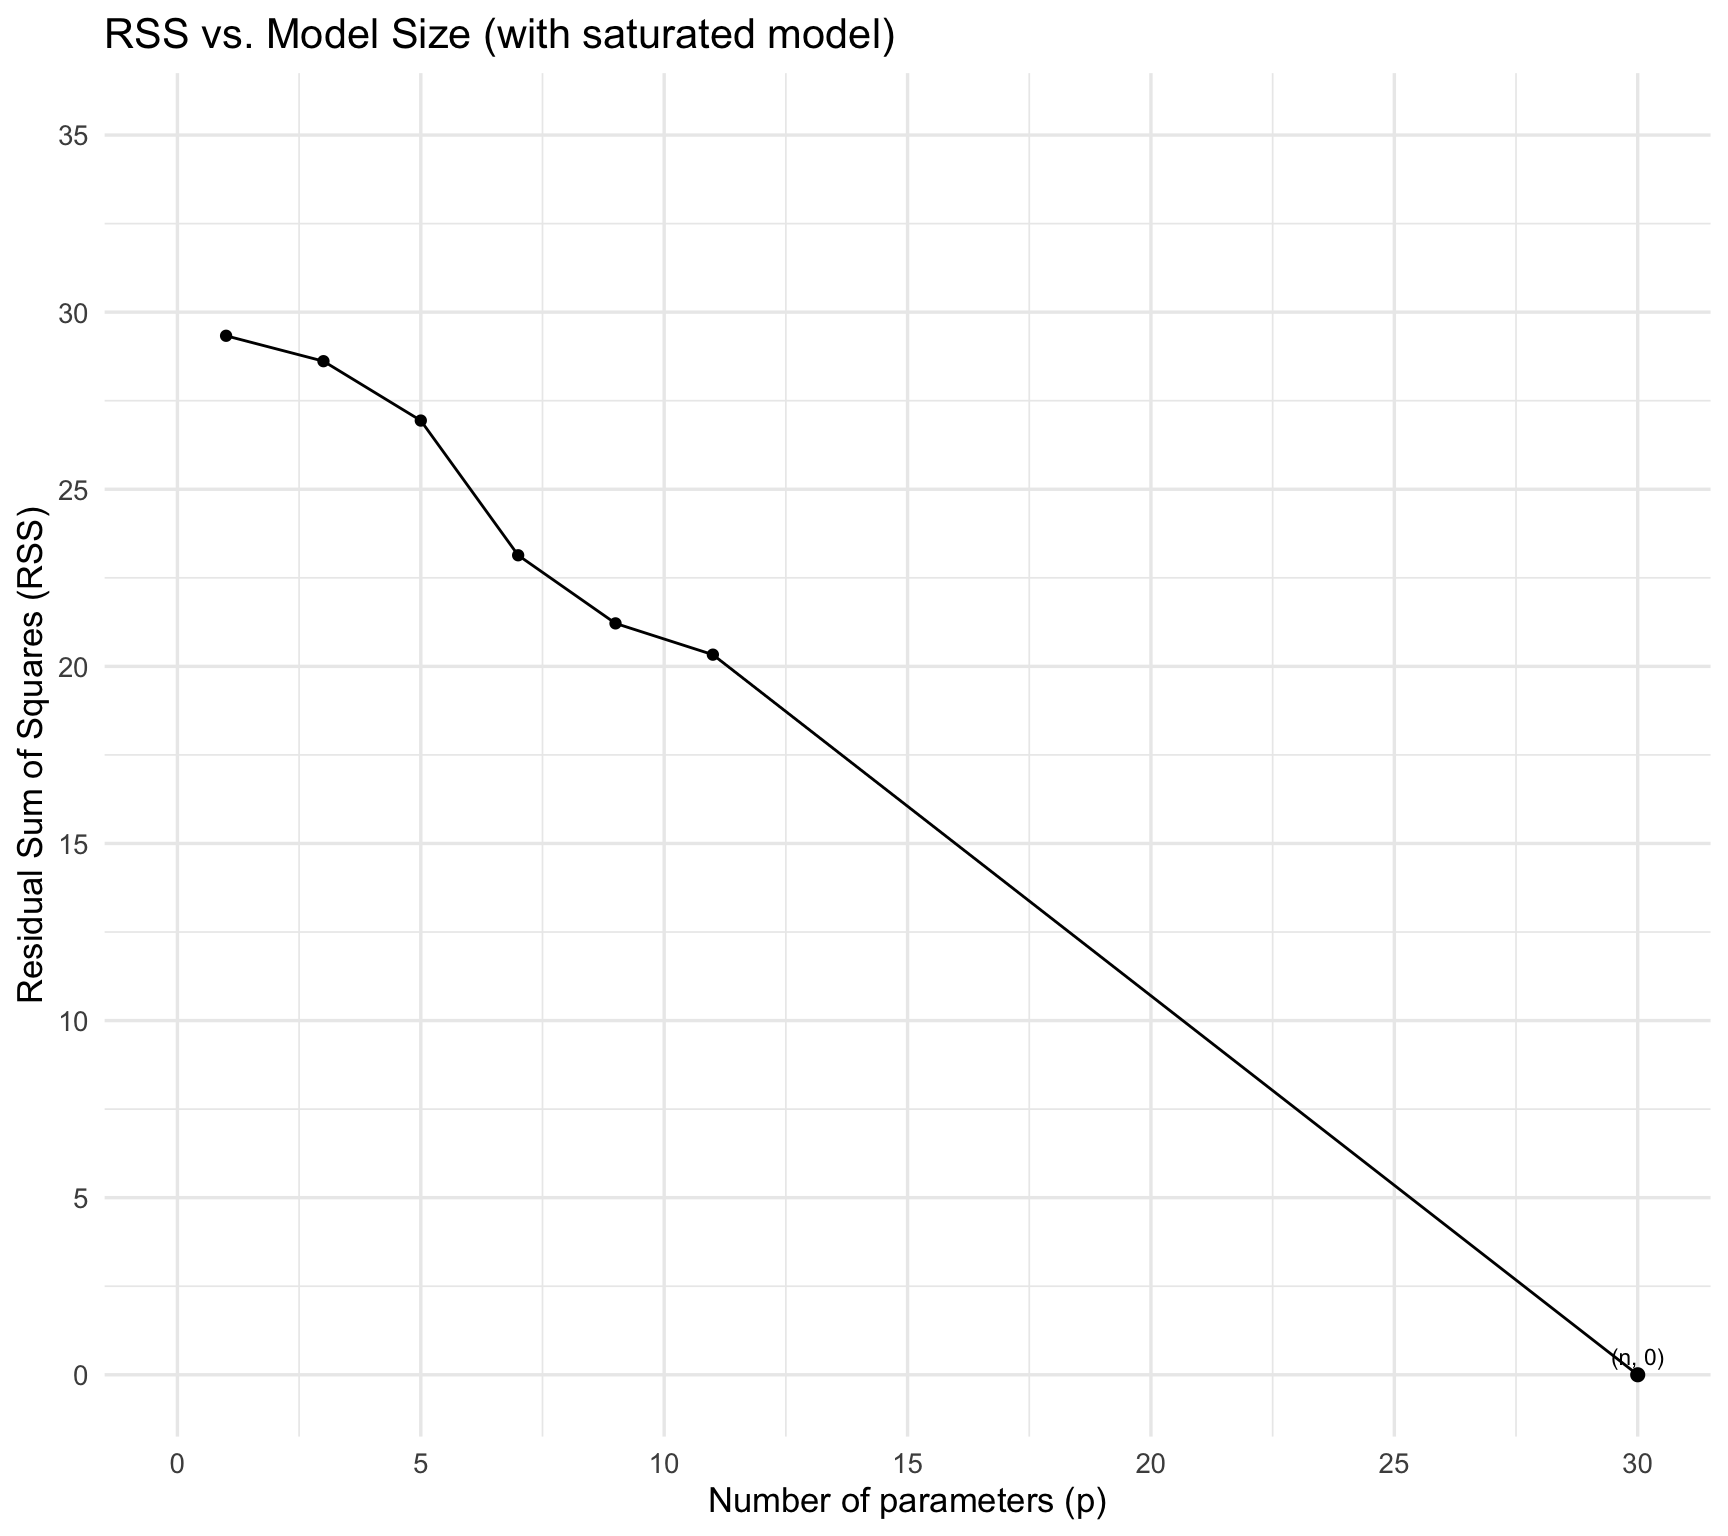 RSS vs. Model Size (with saturated model)
Residual Sum of Squares (RSS)
35
30
25
20
15
10
5
0
(n, 0)
0 5 10 15 20 25 30
Number of parameters (p)